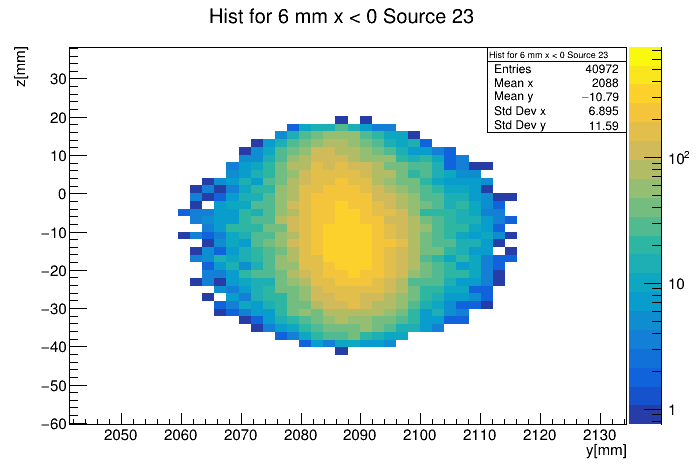 Hist for 6 mm x < 0 Source 23
z[mm]
Hist for 6 mm x < 0 Source 23
Entries 40972
Mean x 2088
Mean y −10.79
Std Dev x 6.895
Std Dev y 11.59
30
20
10
0
−10
−20
−30
−40
−50
−60
2050 2060 2070 2080 2090 2100 2110 2120 2130
y[mm]
10²
10
1